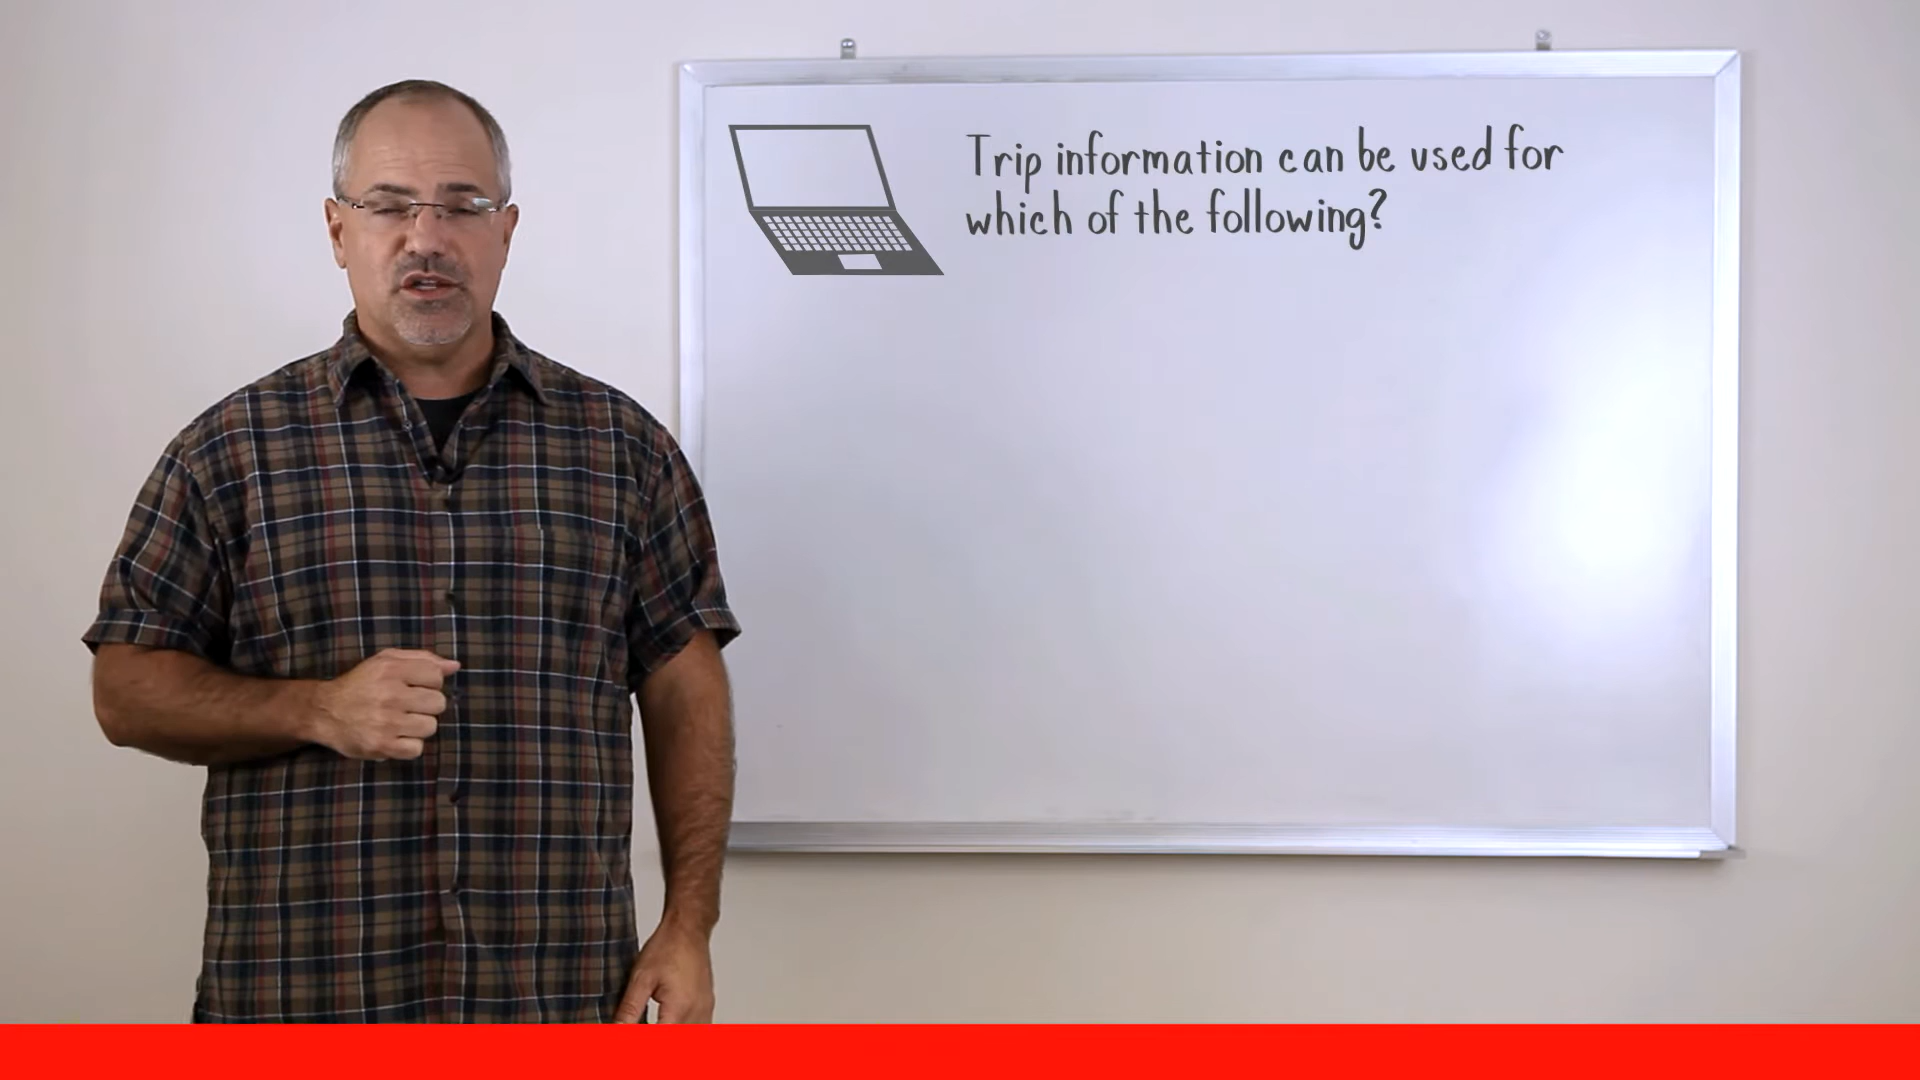 Trip information can be used for
which of the following?